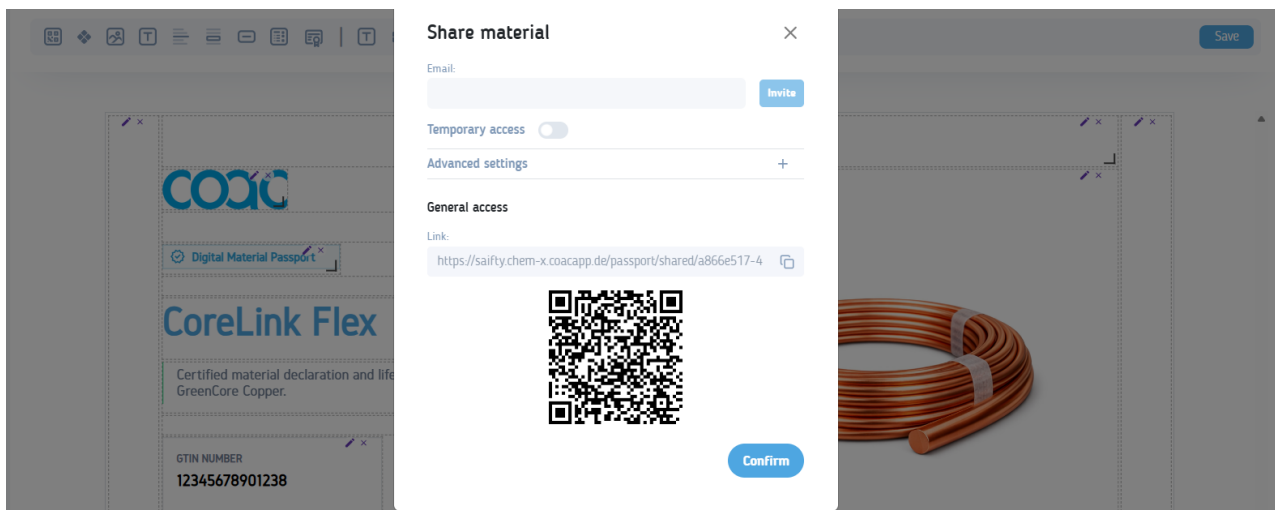 Share material
Save
Email:
Invite
Temporary access
Advanced settings
General access
Link:
https://saifty.chem-x.coacapp.de/passport/shared/a866e517-4
Confirm
coac
Digital Material Passport
CoreLink Flex
Certified material declaration and life
GreenCore Copper.
GTIN NUMBER
12345678901238